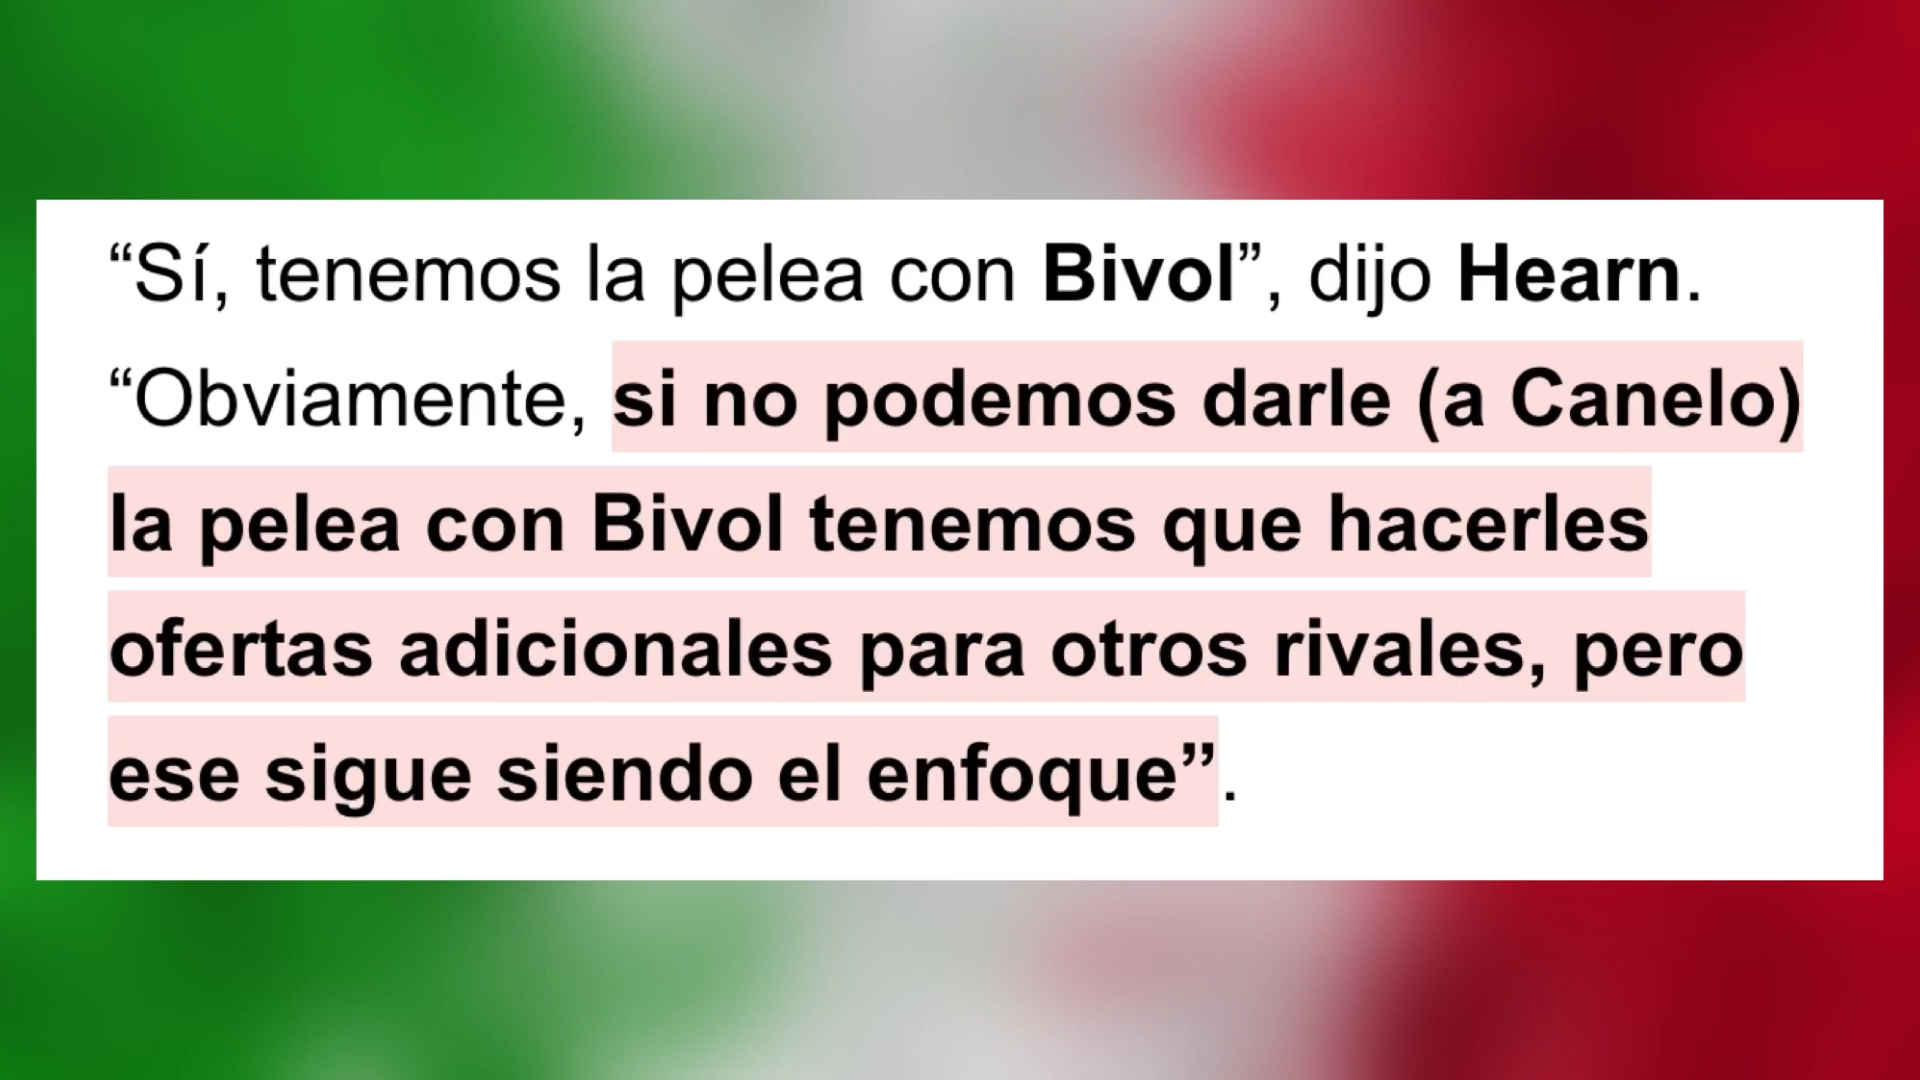 “Sí, tenemos la pelea con Bivol”, dijo Hearn.
“Obviamente, si no podemos darle (a Canelo)
la pelea con Bivol tenemos que hacerles
ofertas adicionales para otros rivales, pero
ese sigue siendo el enfoque”.